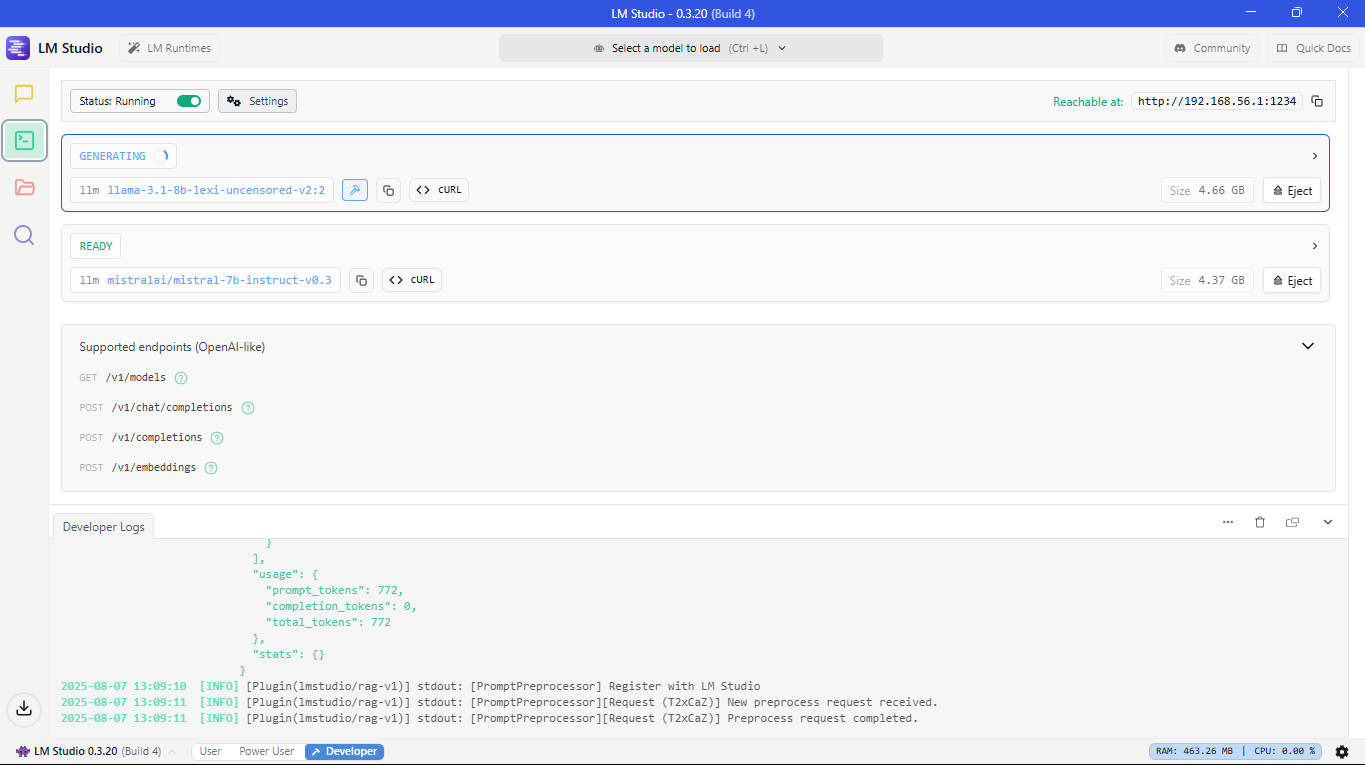 LM Studio - 0.3.20 (Build 4)
LM Studio LM Runtimes Select a model to load (Ctrl +L) Community Quick Docs
Status: Running Settings Reachable at: http://192.168.56.1:1234
GENERATING
llm llama-3.1-8b-lexi-uncensored-v2:2 cURL Size 4.66 GB Eject
READY
llm mistralai/mistral-7b-instruct-v0.3 cURL Size 4.37 GB Eject
Supported endpoints (OpenAI-like)
GET /v1/models ?
POST /v1/chat/completions ?
POST /v1/completions ?
POST /v1/embeddings ?
Developer Logs
}
],
"usage": {
"prompt_tokens": 772,
"completion_tokens": 0,
"total_tokens": 772
},
"stats": {}
}
2025-08-07 13:09:10 [INFO] [Plugin(lmstudio/rag-v1)] stdout: [PromptPreprocessor] Register with LM Studio
2025-08-07 13:09:11 [INFO] [Plugin(lmstudio/rag-v1)] stdout: [PromptPreprocessor][Request (T2xCaZ)] New preprocess request received.
2025-08-07 13:09:11 [INFO] [Plugin(lmstudio/rag-v1)] stdout: [PromptPreprocessor][Request (T2xCaZ)] Preprocess request completed.
LM Studio 0.3.20 (Build 4) User Power User Developer RAM: 463.26 MB | CPU: 0.00 %